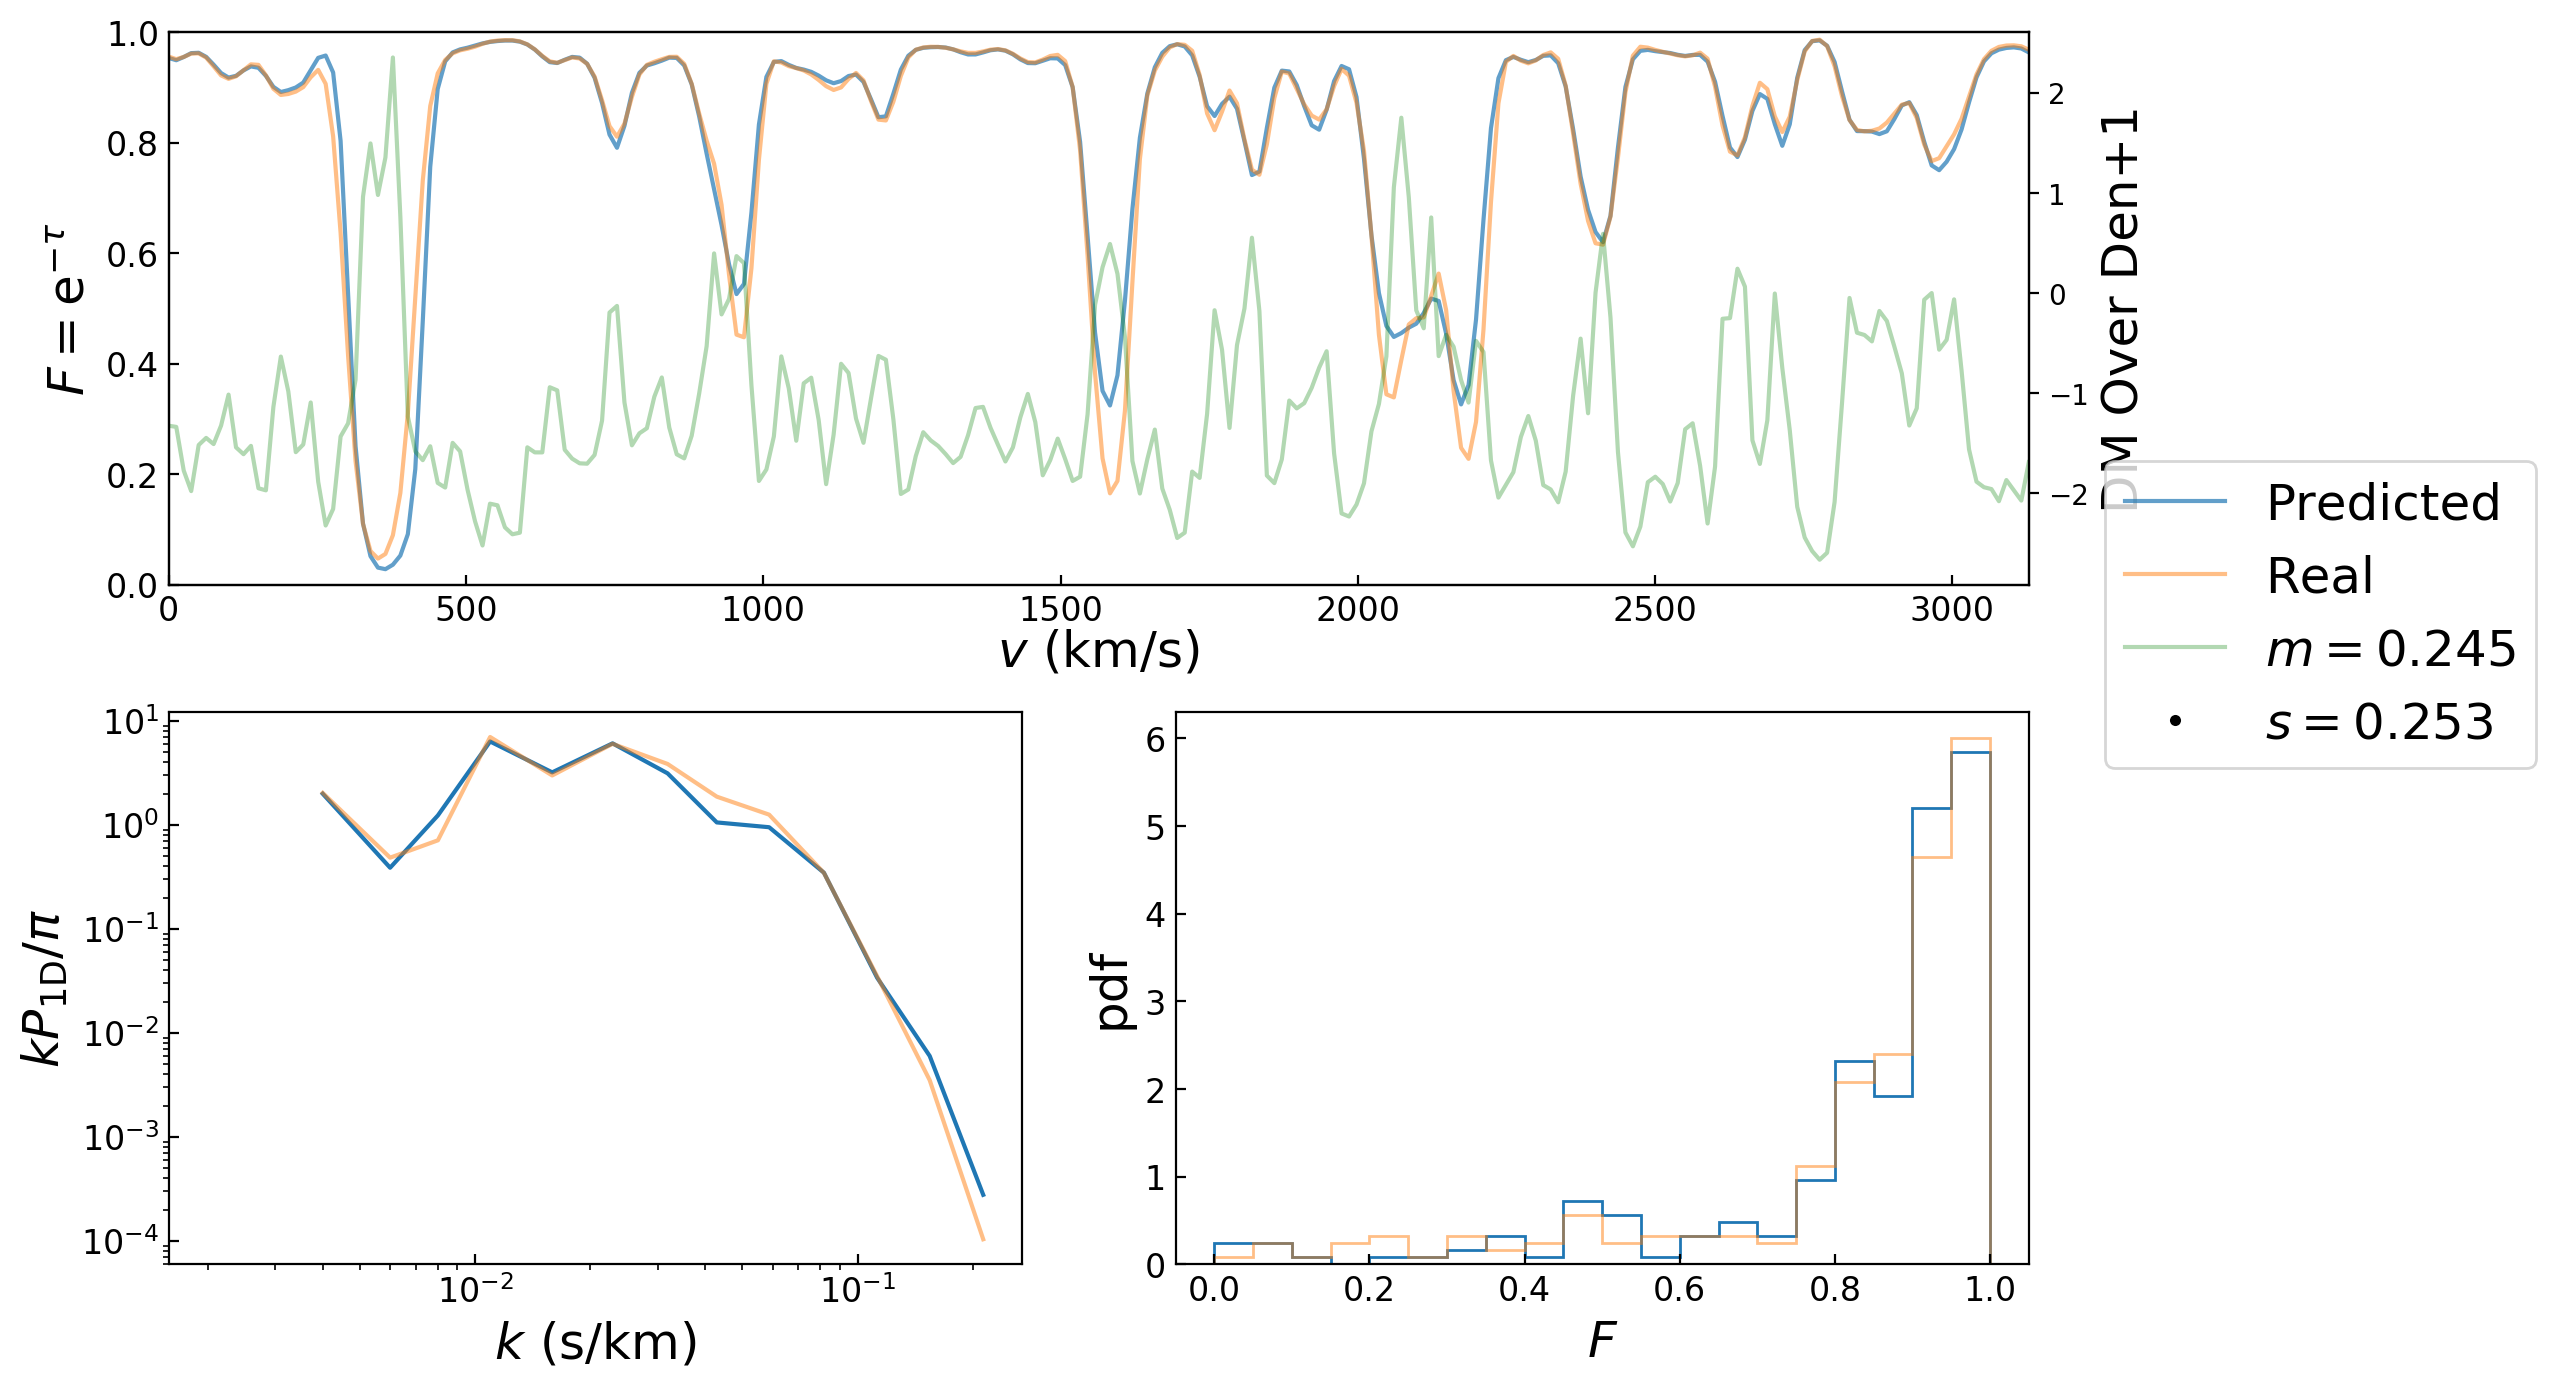 1.0
0.8
0.6
0.4
0.2
0.0
F = e^{−τ}
0 500 1000 1500 2000 2500 3000
v (km/s)
2
1
0
−1
−2
DM Over Den+1
Predicted
Real
m = 0.245
s = 0.253
10^1
10^0
10^{−1}
10^{−2}
10^{−3}
10^{−4}
kP_{1D}/π
10^{−2} 10^{−1}
k (s/km)
6
5
4
3
2
1
0
pdf
0.0 0.2 0.4 0.6 0.8 1.0
F